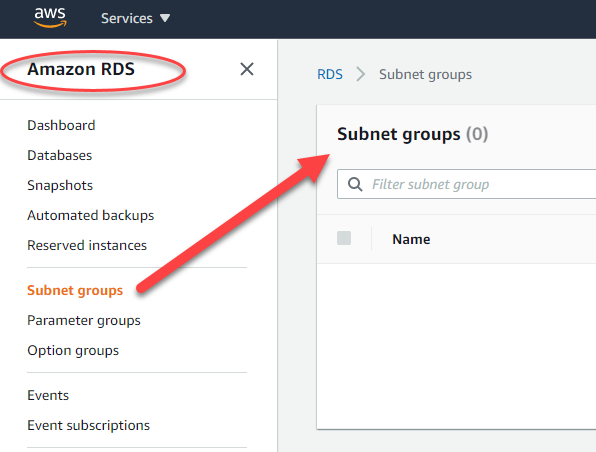 aws
Services
Amazon RDS
Dashboard
Databases
Snapshots
Automated backups
Reserved instances
Subnet groups
Parameter groups
Option groups
Events
Event subscriptions
RDS
Subnet groups
Subnet groups (0)
Filter subnet group
Name